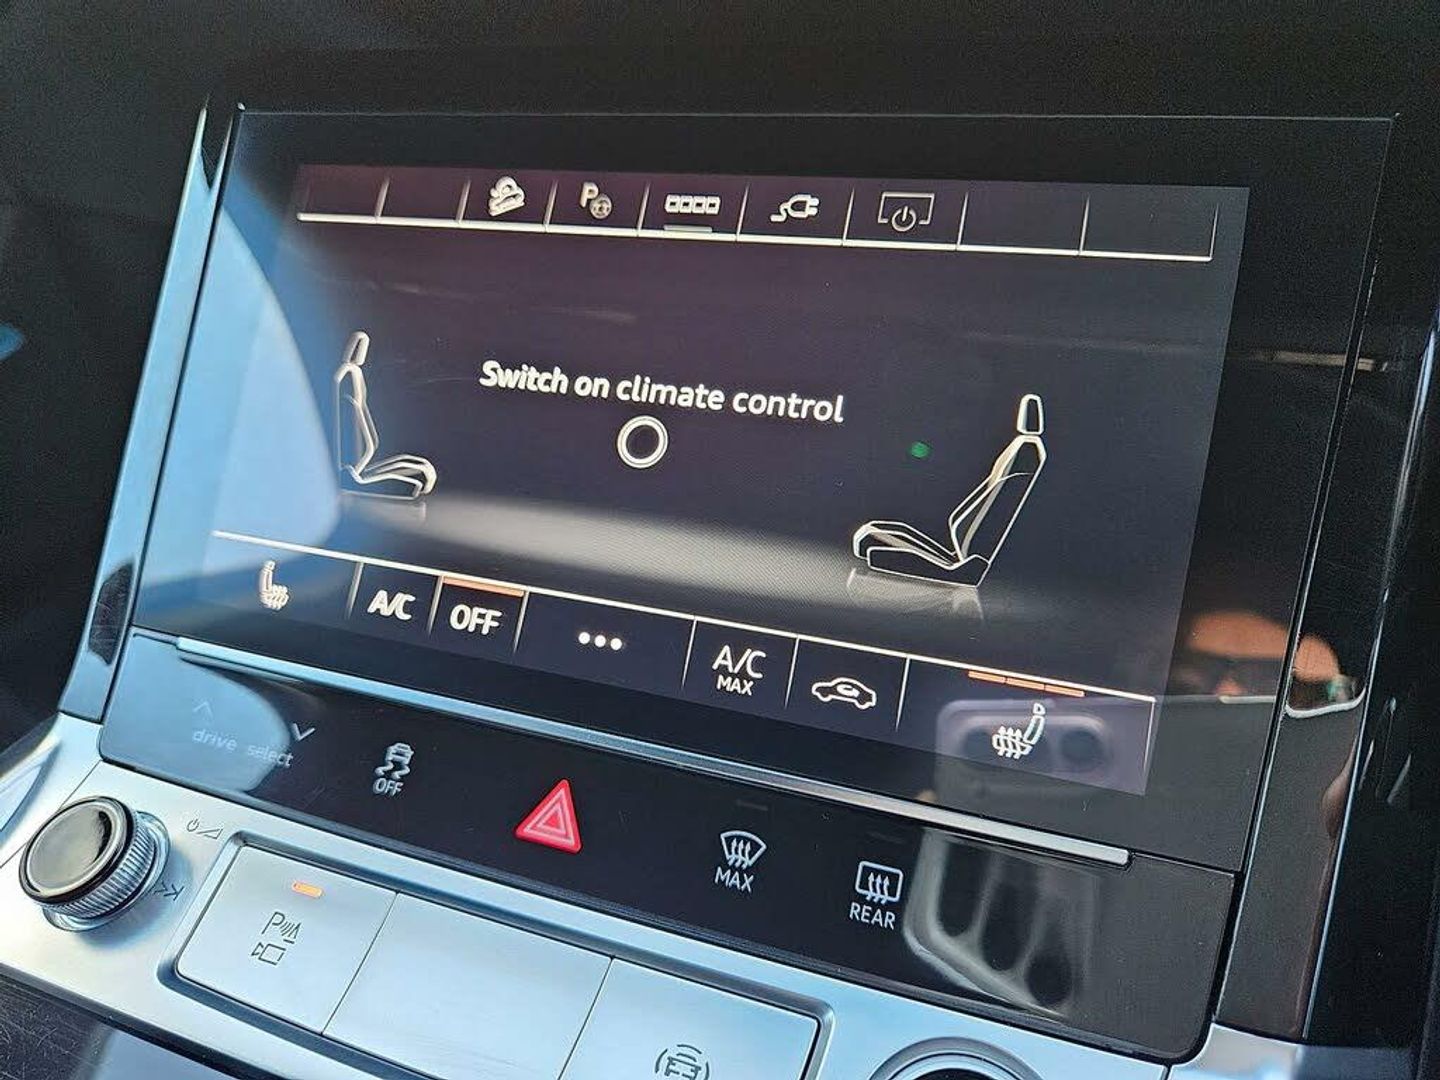 P
Switch on climate control
A/C
OFF
•••
A/C
MAX
drive select
OFF
MAX
REAR
P